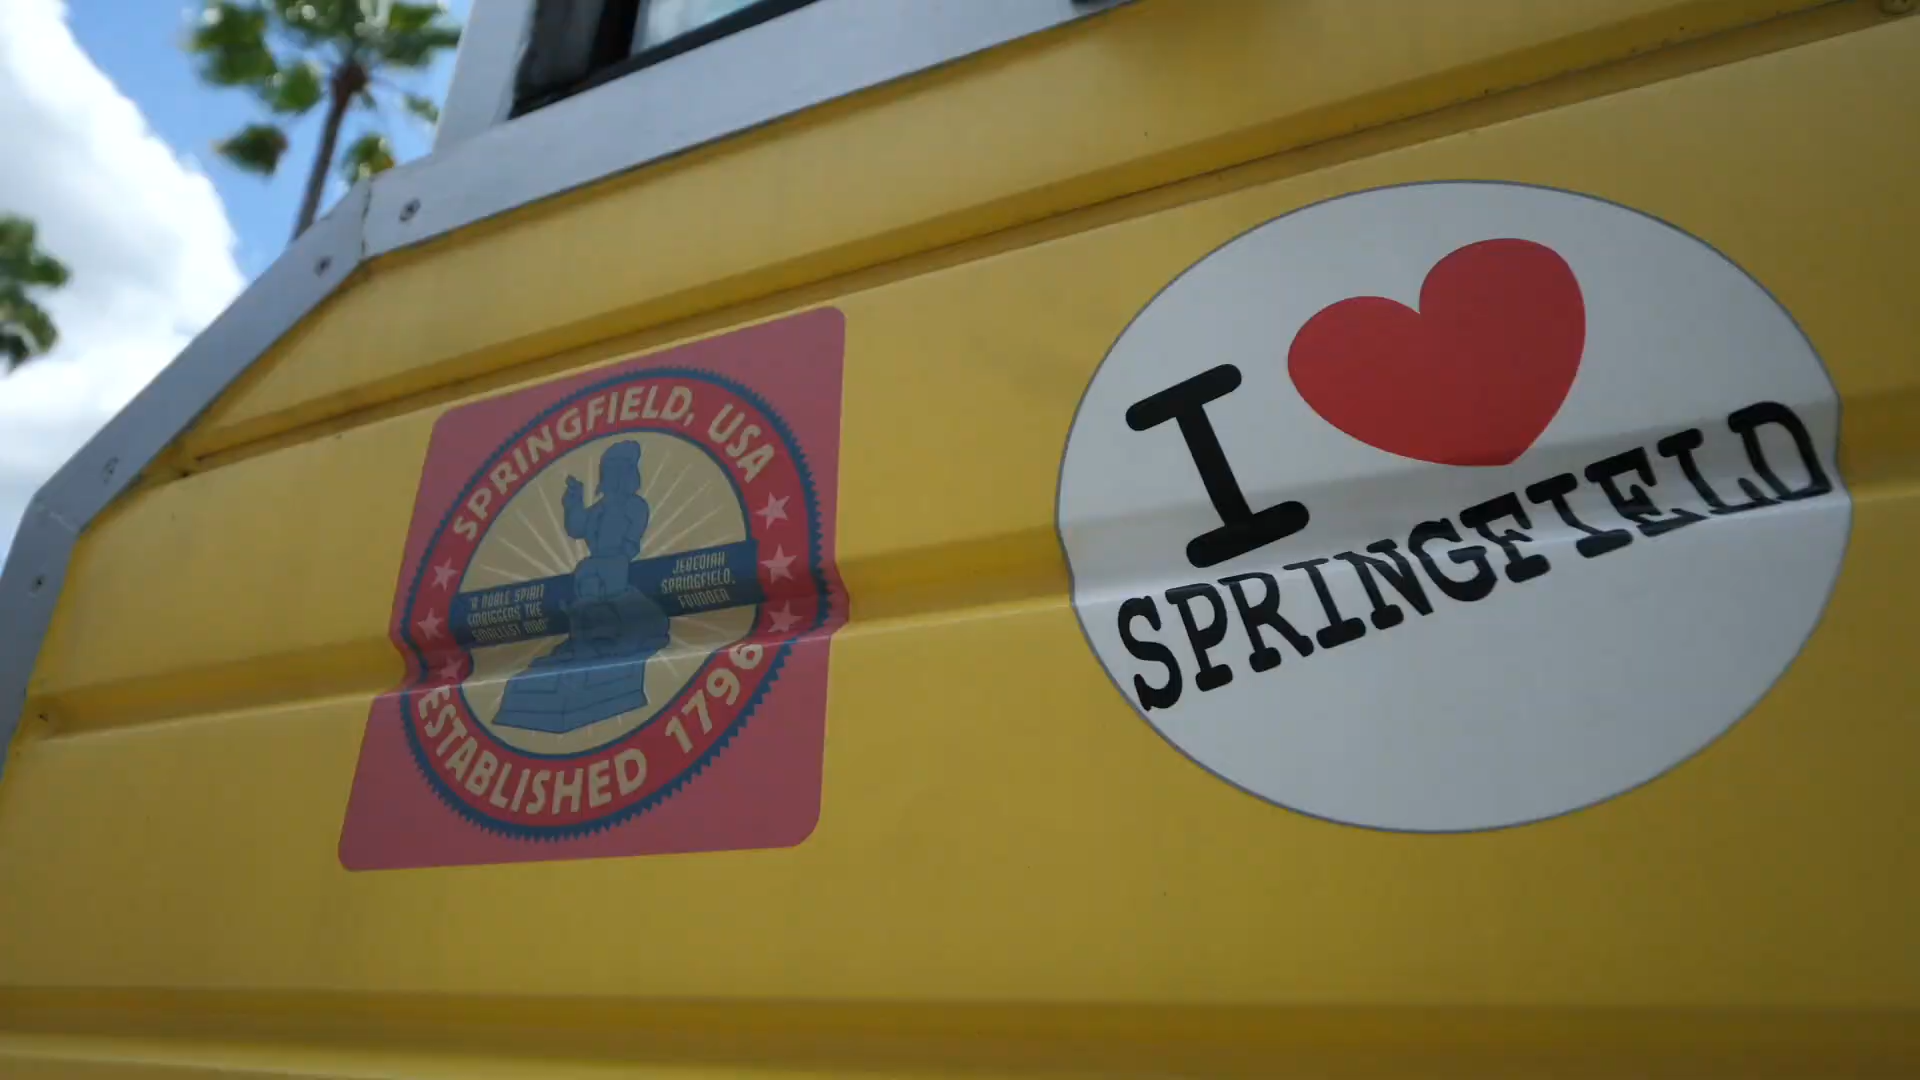 SPRINGFIELD, USA
"A NOBLE SPIRIT
EMBIGGENS THE
SMALLEST MAN"
JEBEDIAH
SPRINGFIELD,
FOUNDER
ESTABLISHED 1796
I
SPRINGFIELD